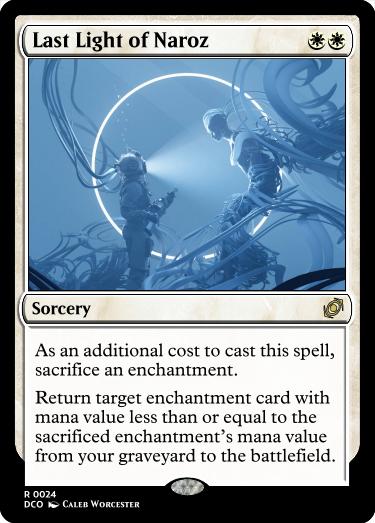 Last Light of Naroz
Sorcery
As an additional cost to cast this spell,
sacrifice an enchantment.
Return target enchantment card with
mana value less than or equal to the
sacrificed enchantment's mana value
from your graveyard to the battlefield.
R 0024
DCO Caleb Worcester